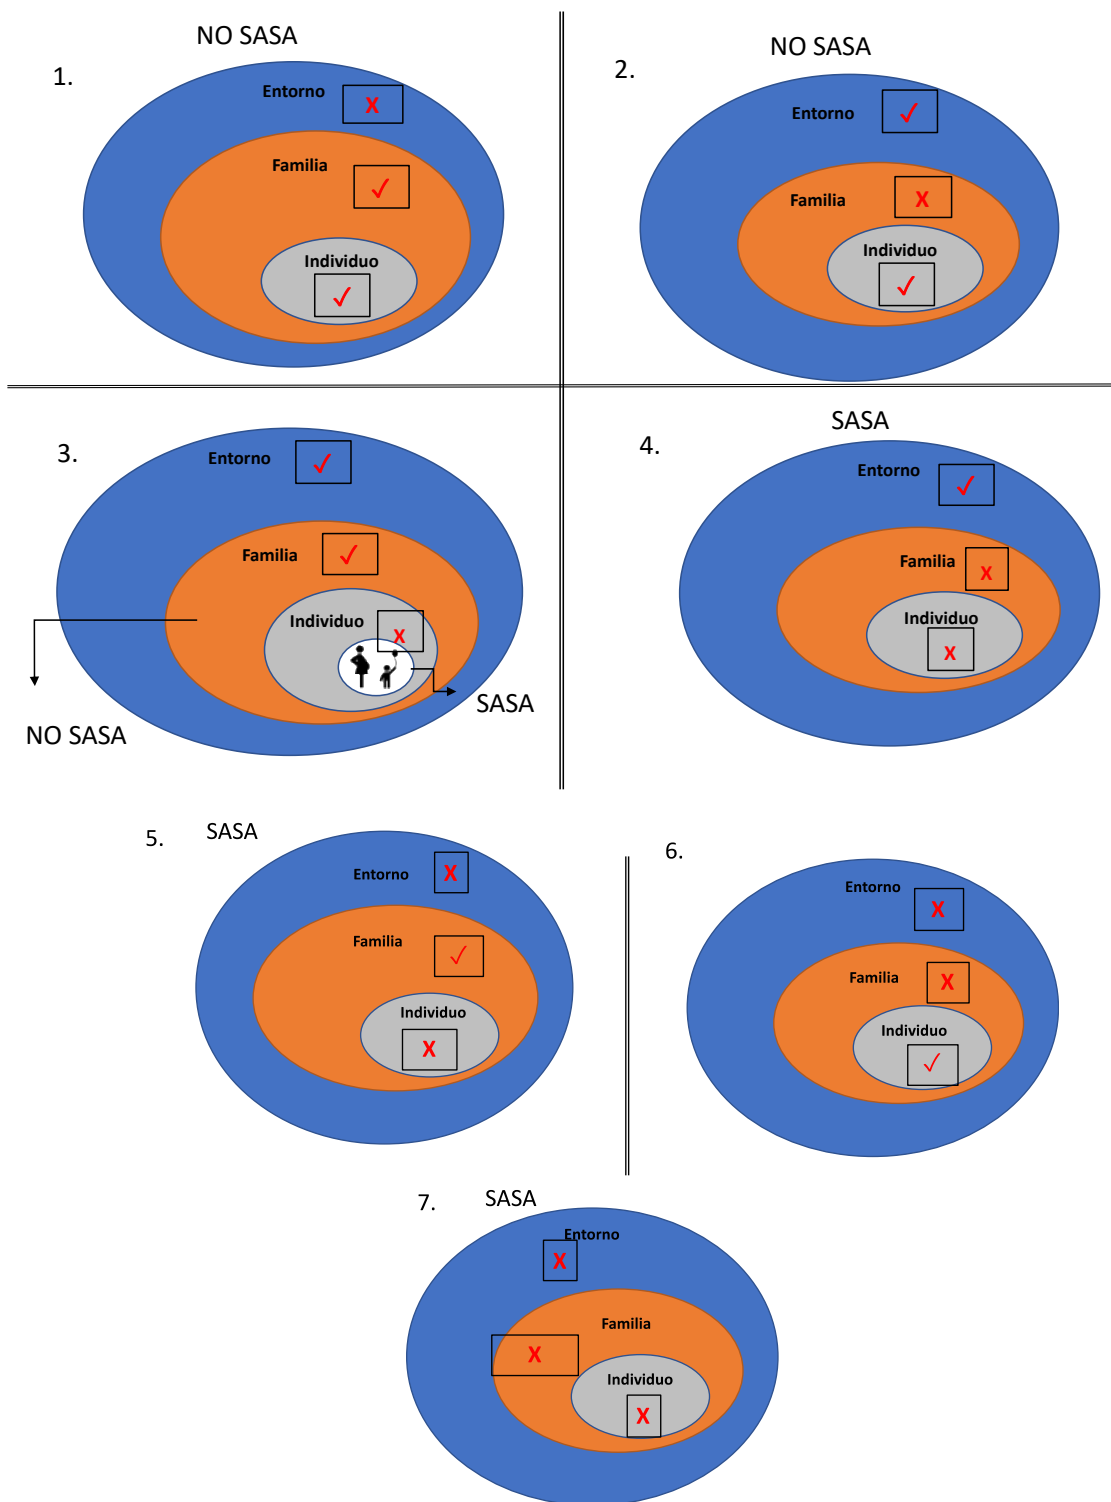 NO SASA
1.
Entorno
X
Familia
✓
Individuo
✓
NO SASA
2.
Entorno ✓
Familia X
Individuo
✓
3.
Entorno ✓
Familia ✓
Individuo
X
SASA
NO SASA
SASA
4.
Entorno
✓
Familia
X
Individuo
X
5. SASA
Entorno X
Familia
✓
Individuo
X
6.
Entorno
X
Familia X
Individuo
✓
7. SASA
Entorno
X
Familia
X
Individuo
X